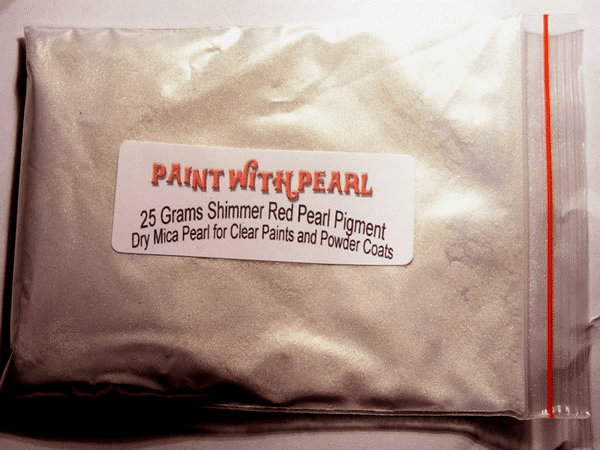 PAINT WITH PEARL
25 Grams Shimmer Red Pearl Pigment
Dry Mica Pearl for Clear Paints and Powder Coats